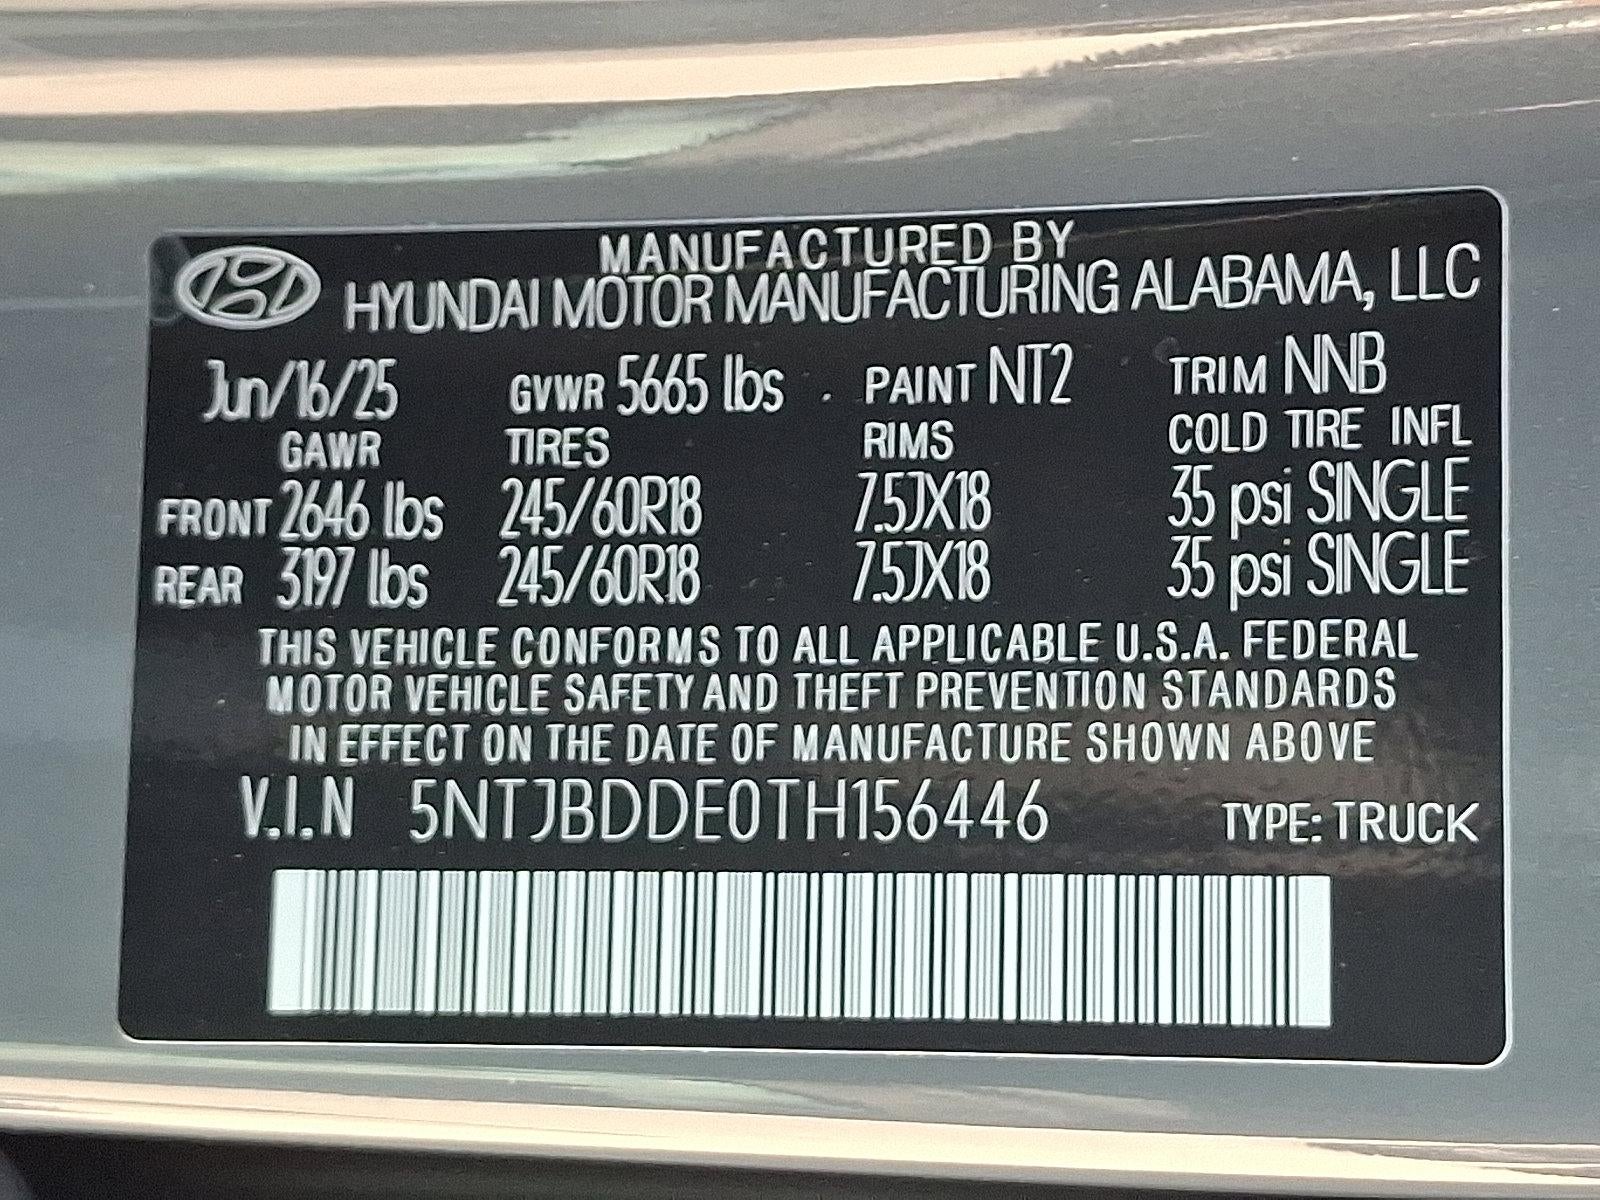 MANUFACTURED BY
HYUNDAI MOTOR MANUFACTURING ALABAMA, LLC
Jun/16/25 GVWR 5665 lbs PAINT NT2 TRIM NNB
GAWR TIRES RIMS COLD TIRE INFL
FRONT 2646 lbs 245/60R18 7.5JX18 35 psi SINGLE
REAR 3197 lbs 245/60R18 7.5JX18 35 psi SINGLE
THIS VEHICLE CONFORMS TO ALL APPLICABLE U.S.A. FEDERAL
MOTOR VEHICLE SAFETY AND THEFT PREVENTION STANDARDS
IN EFFECT ON THE DATE OF MANUFACTURE SHOWN ABOVE
V.I.N 5NTJBDDE0TH156446 TYPE: TRUCK